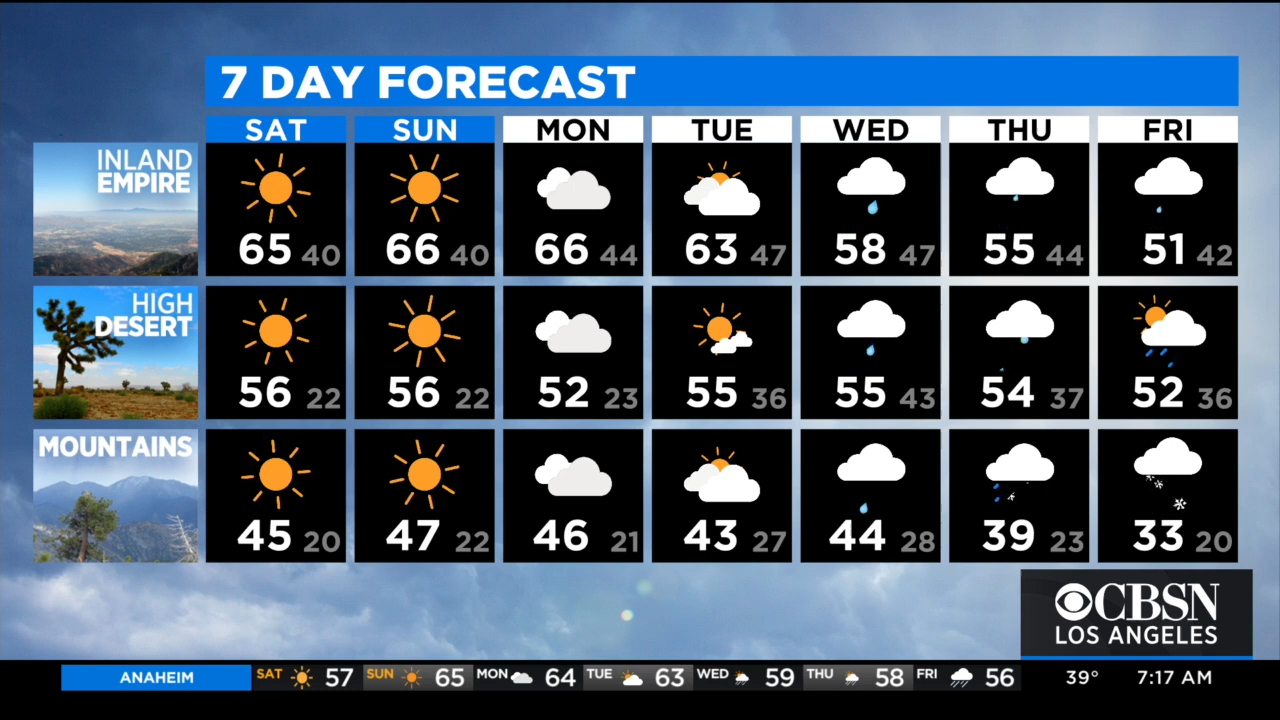 7 DAY FORECAST
SAT SUN MON TUE WED THU FRI
INLAND
EMPIRE
65 40 66 40 66 44 63 47 58 47 55 44 51 42
HIGH
DESERT
56 22 56 22 52 23 55 36 55 43 54 37 52 36
MOUNTAINS
45 20 47 22 46 21 43 27 44 28 39 23 33 20
CBSN
LOS ANGELES
ANAHEIM SAT 57 SUN 65 MON 64 TUE 63 WED 59 THU 58 FRI 56 39° 7:17 AM